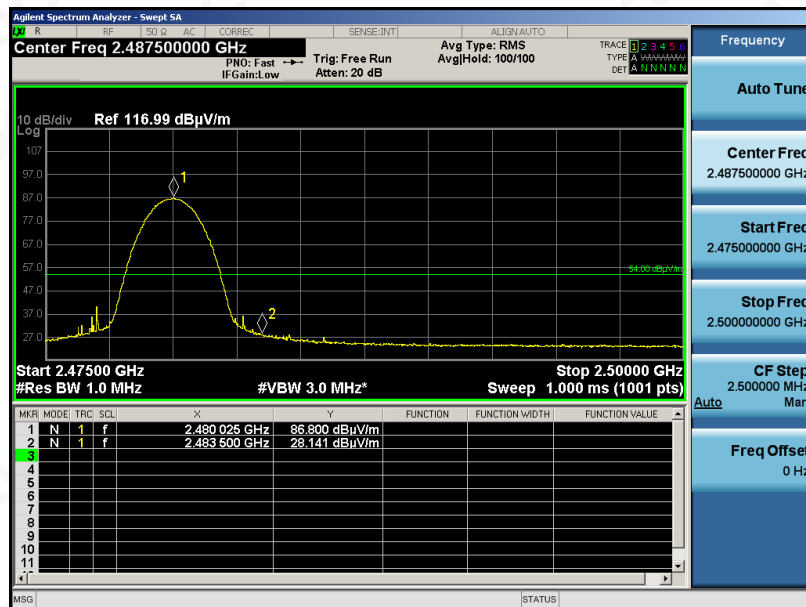 Agilent Spectrum Analyzer - Swept SA
LXI R RF 50 Ω AC CORREC SENSE:INT ALIGN AUTO
Center Freq 2.487500000 GHz
PNO: Fast
IFGain:Low
Trig: Free Run
Atten: 20 dB
Avg Type: RMS
Avg|Hold: 100/100
TRACE 1 2 3 4 5 6
TYPE A WWWWW
DET A N N N N N
10 dB/div Ref 116.99 dBµV/m
Log
107
97.0
87.0
77.0
67.0
57.0
47.0
37.0
27.0
1
2
54.00 dBµV/m
Start 2.47500 GHz Stop 2.50000 GHz
#Res BW 1.0 MHz #VBW 3.0 MHz* Sweep 1.000 ms (1001 pts)
MKR MODE TRC SCL X Y FUNCTION FUNCTION WIDTH FUNCTION VALUE
1 N 1 f 2.480 025 GHz 86.800 dBµV/m
2 N 1 f 2.483 500 GHz 28.141 dBµV/m
3
4
5
6
7
8
9
10
11
MSG STATUS
Frequency
Auto Tune
Center Freq
2.487500000 GHz
Start Freq
2.475000000 GHz
Stop Freq
2.500000000 GHz
CF Step
2.500000 MHz
Auto Man
Freq Offset
0 Hz